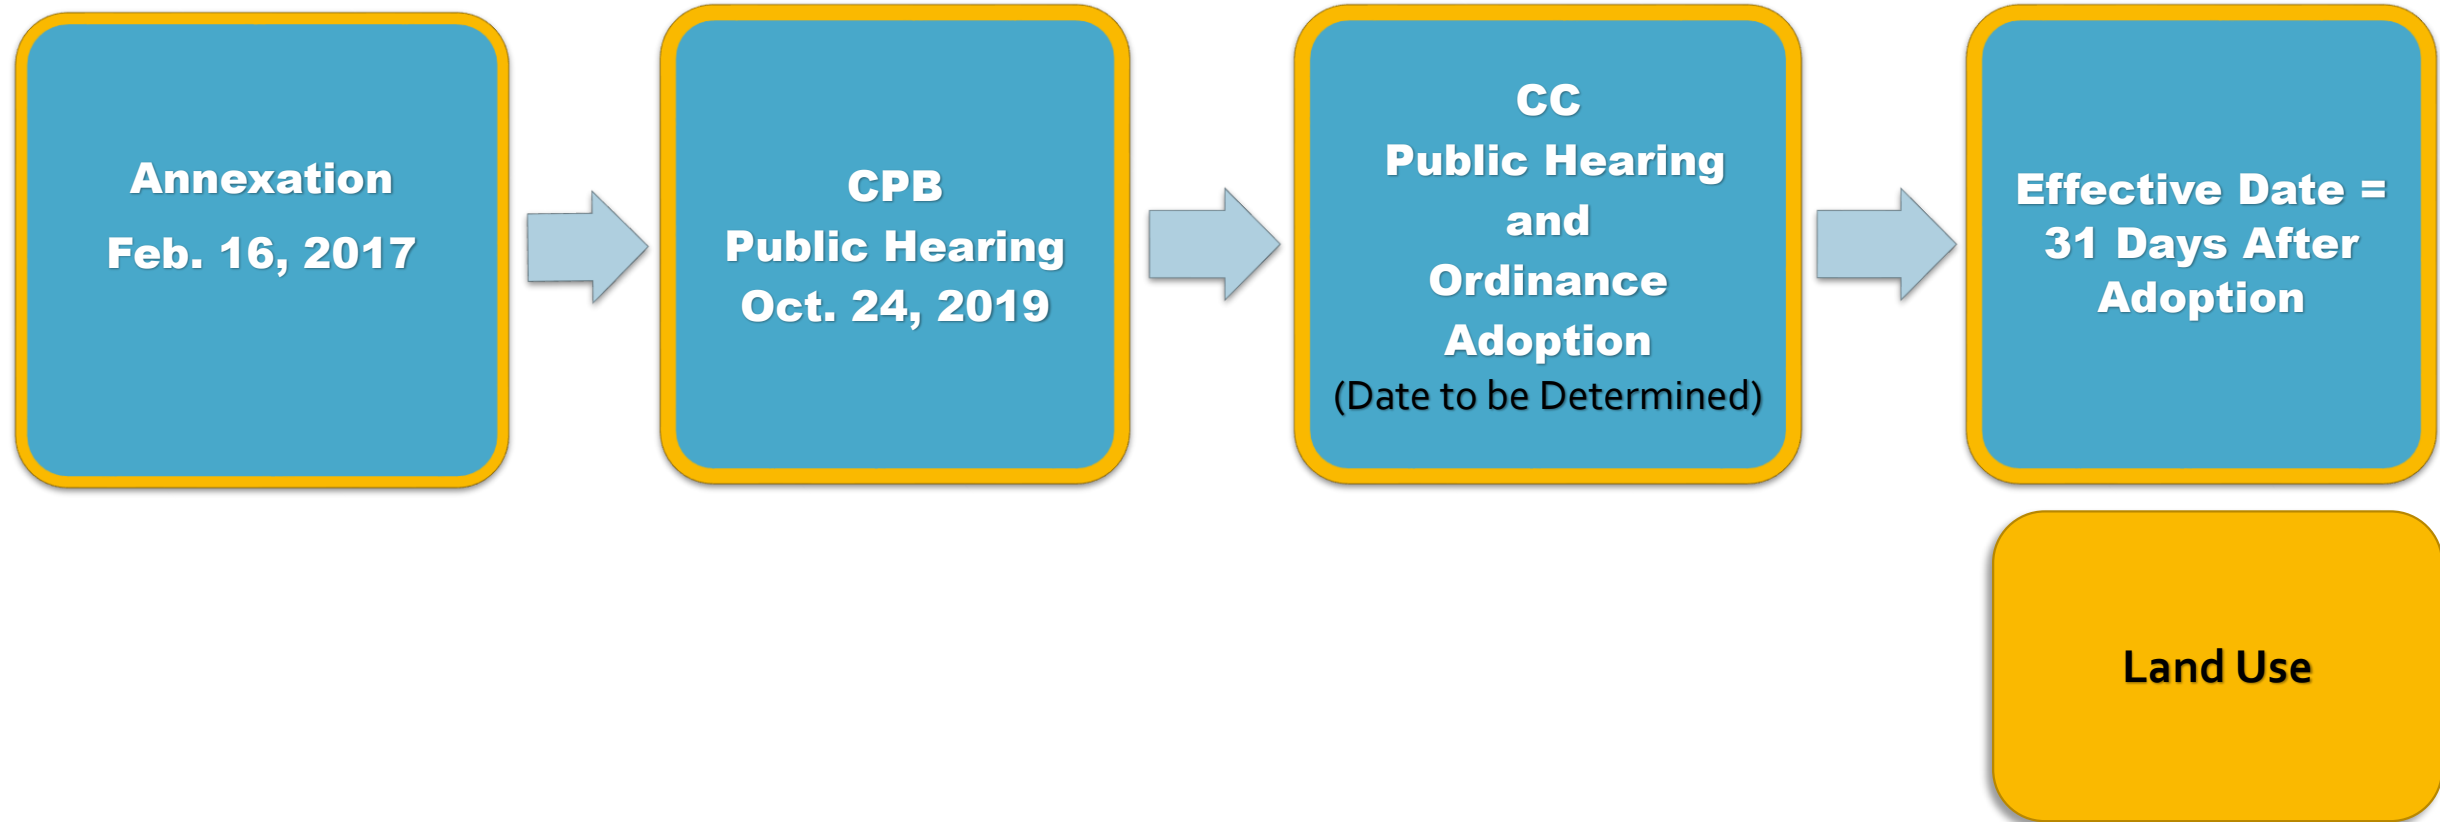 Annexation
Feb. 16, 2017
CPB
Public Hearing
Oct. 24, 2019
CC
Public Hearing
and
Ordinance
Adoption
(Date to be Determined)
Effective Date =
31 Days After
Adoption
Land Use